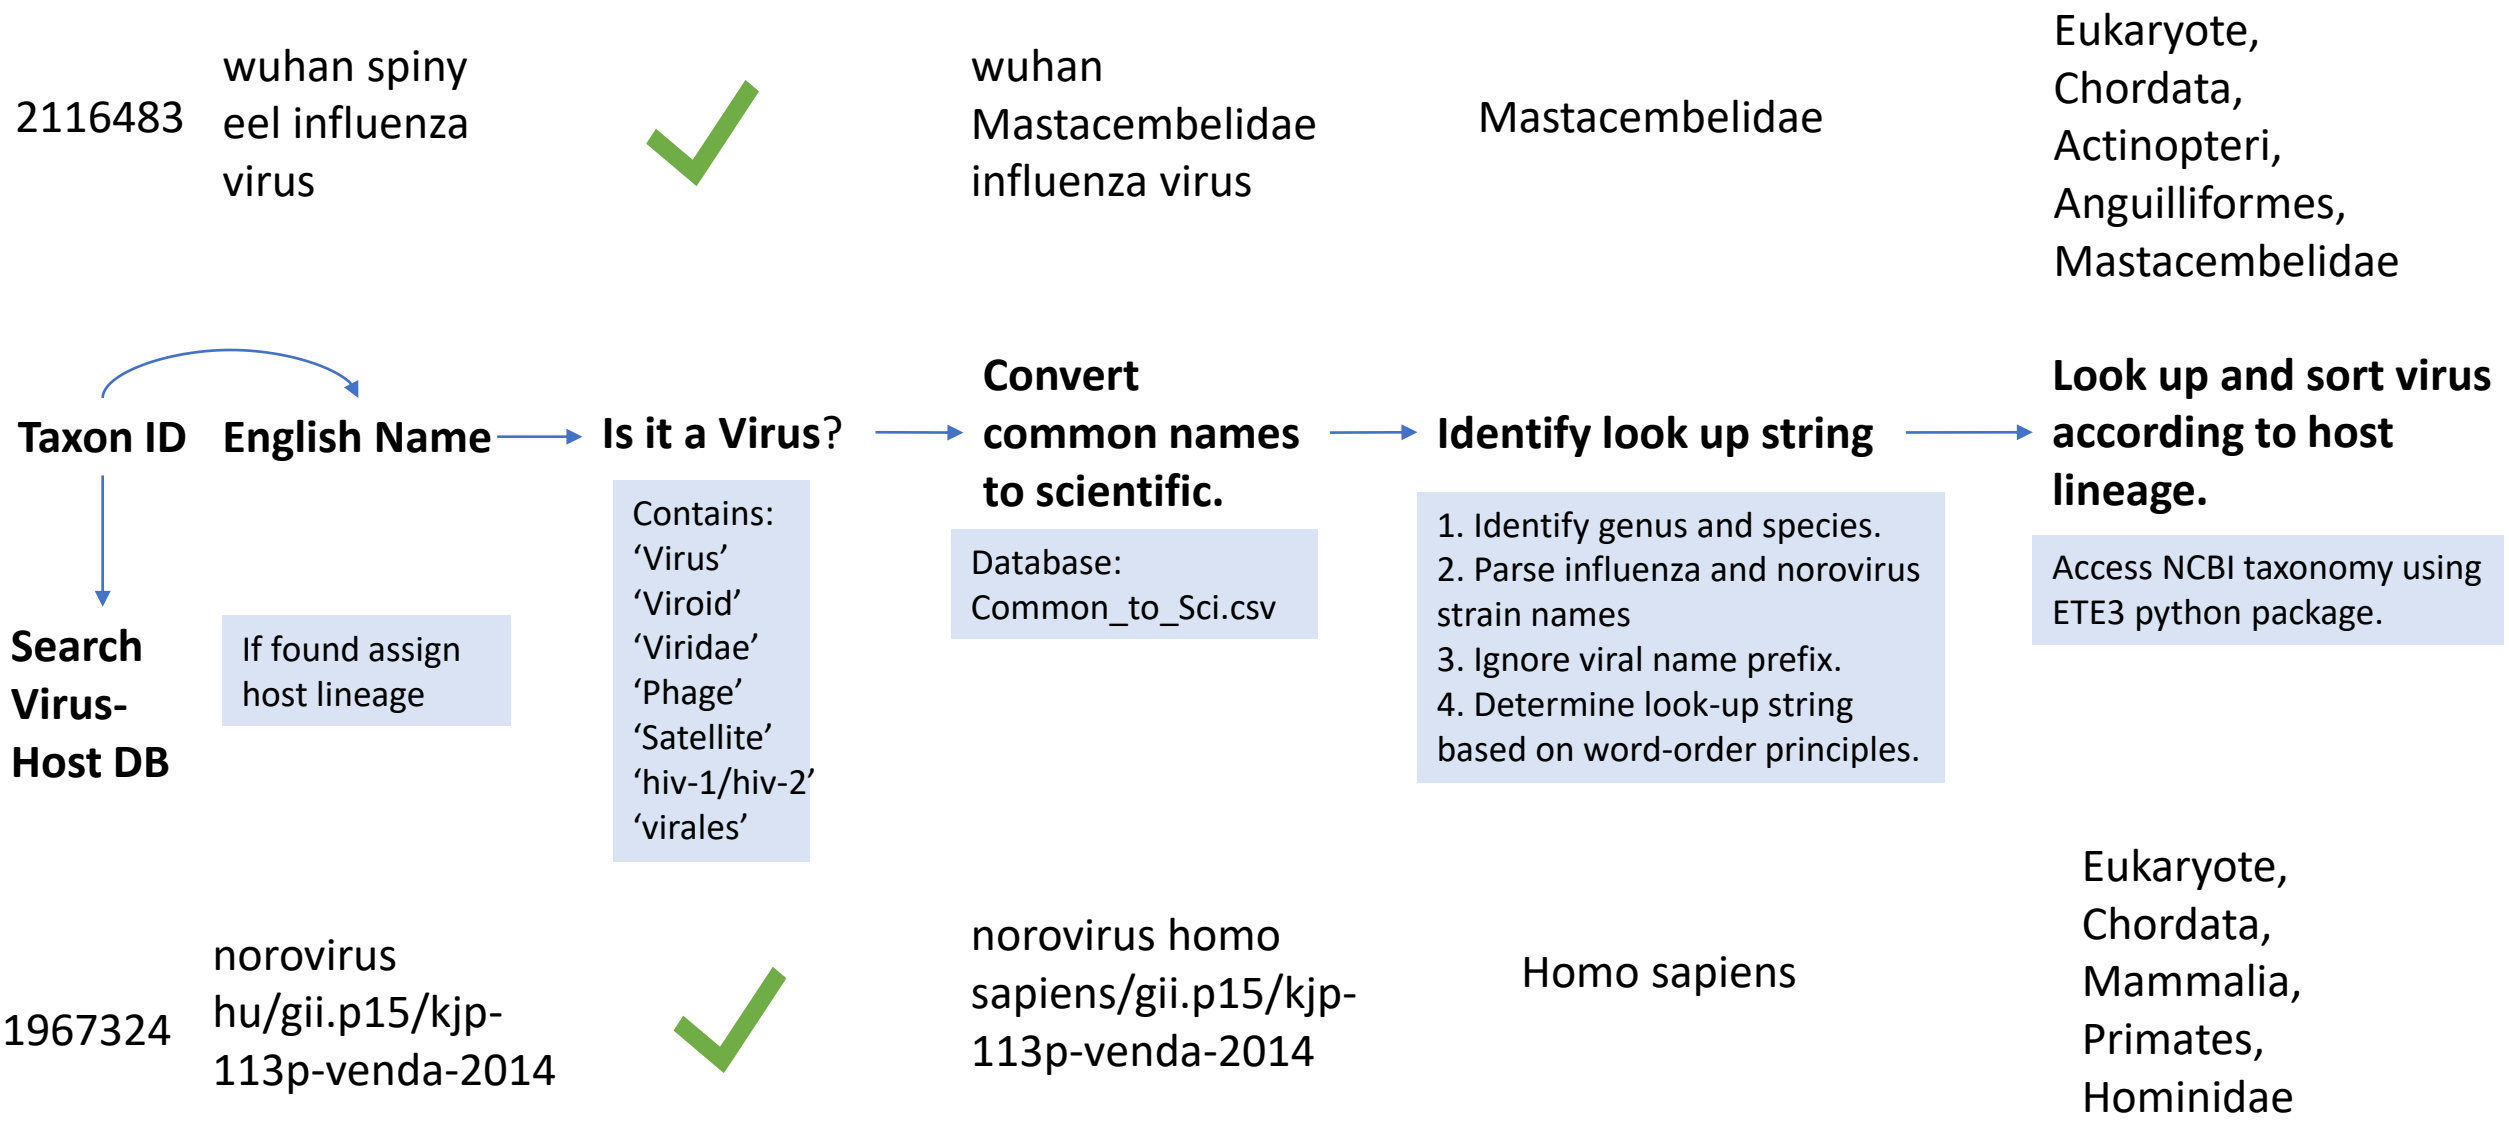 2116483
wuhan spiny
eel influenza
virus
wuhan
Mastacembelidae
influenza virus
Mastacembelidae
Eukaryote,
Chordata,
Actinopteri,
Anguilliformes,
Mastacembelidae
Taxon ID
English Name
Is it a Virus?
Convert
common names
to scientific.
Identify look up string
Look up and sort virus
according to host
lineage.
Search
Virus-
Host DB
If found assign
host lineage
Contains:
‘Virus’
‘Viroid’
‘Viridae’
‘Phage’
‘Satellite’
‘hiv-1/hiv-2’
‘virales’
Database:
Common_to_Sci.csv
1. Identify genus and species.
2. Parse influenza and norovirus
strain names
3. Ignore viral name prefix.
4. Determine look-up string
based on word-order principles.
Access NCBI taxonomy using
ETE3 python package.
1967324
norovirus
hu/gii.p15/kjp-
113p-venda-2014
norovirus homo
sapiens/gii.p15/kjp-
113p-venda-2014
Homo sapiens
Eukaryote,
Chordata,
Mammalia,
Primates,
Hominidae